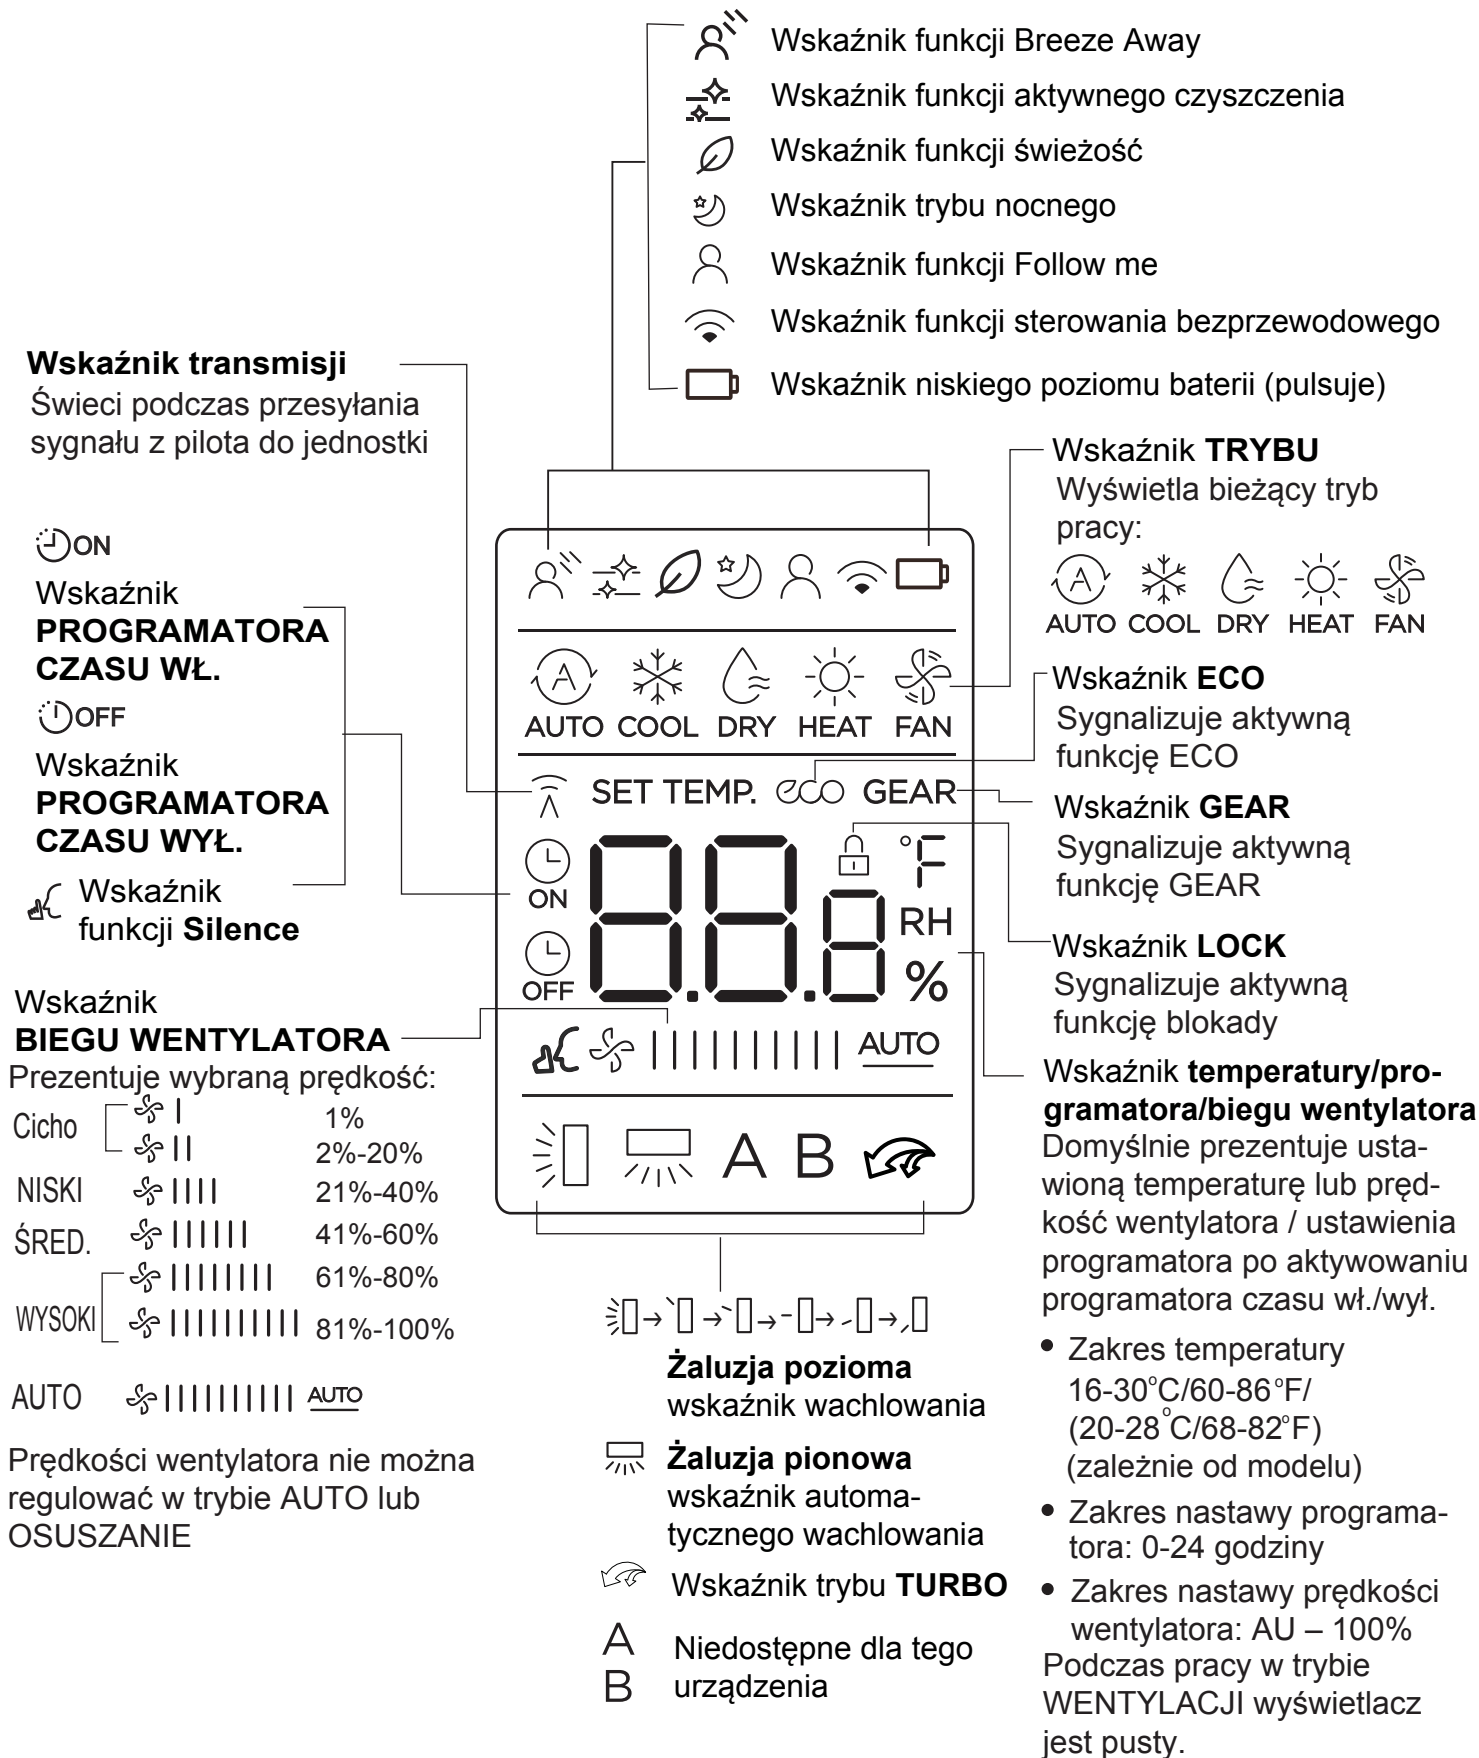 Wskaźnik funkcji Breeze Away
Wskaźnik funkcji aktywnego czyszczenia
Wskaźnik funkcji świeżość
Wskaźnik trybu nocnego
Wskaźnik funkcji Follow me
Wskaźnik funkcji sterowania bezprzewodowego
Wskaźnik niskiego poziomu baterii (pulsuje)
Wskaźnik transmisji
Świeci podczas przesyłania
sygnału z pilota do jednostki
ON
Wskaźnik
PROGRAMATORA
CZASU WŁ.
OFF
Wskaźnik
PROGRAMATORA
CZASU WYŁ.
Wskaźnik
funkcji Silence
Wskaźnik
BIEGU WENTYLATORA
Prezentuje wybraną prędkość:
Cicho 1%
2%-20%
NISKI 21%-40%
ŚRED. 41%-60%
61%-80%
WYSOKI 81%-100%
AUTO AUTO
Prędkości wentylatora nie można
regulować w trybie AUTO lub
OSUSZANIE
A
AUTO COOL DRY HEAT FAN
SET TEMP. eco GEAR
ON
OFF
88.8.
°F
RH
%
AUTO
A B
Żaluzja pozioma
wskaźnik wachlowania
Żaluzja pionowa
wskaźnik automa-
tycznego wachlowania
Wskaźnik trybu TURBO
A
B
Niedostępne dla tego
urządzenia
Wskaźnik TRYBU
Wyświetla bieżący tryb
pracy:
A
AUTO COOL DRY HEAT FAN
Wskaźnik ECO
Sygnalizuje aktywną
funkcję ECO
Wskaźnik GEAR
Sygnalizuje aktywną
funkcję GEAR
Wskaźnik LOCK
Sygnalizuje aktywną
funkcję blokady
Wskaźnik temperatury/pro-
gramatora/biegu wentylatora
Domyślnie prezentuje usta-
wioną temperaturę lub pręd-
kość wentylatora / ustawienia
programatora po aktywowaniu
programatora czasu wł./wył.
• Zakres temperatury
16-30°C/60-86°F/
(20-28°C/68-82°F)
(zależnie od modelu)
• Zakres nastawy programa-
tora: 0-24 godziny
• Zakres nastawy prędkości
wentylatora: AU – 100%
Podczas pracy w trybie
WENTYLACJI wyświetlacz
jest pusty.